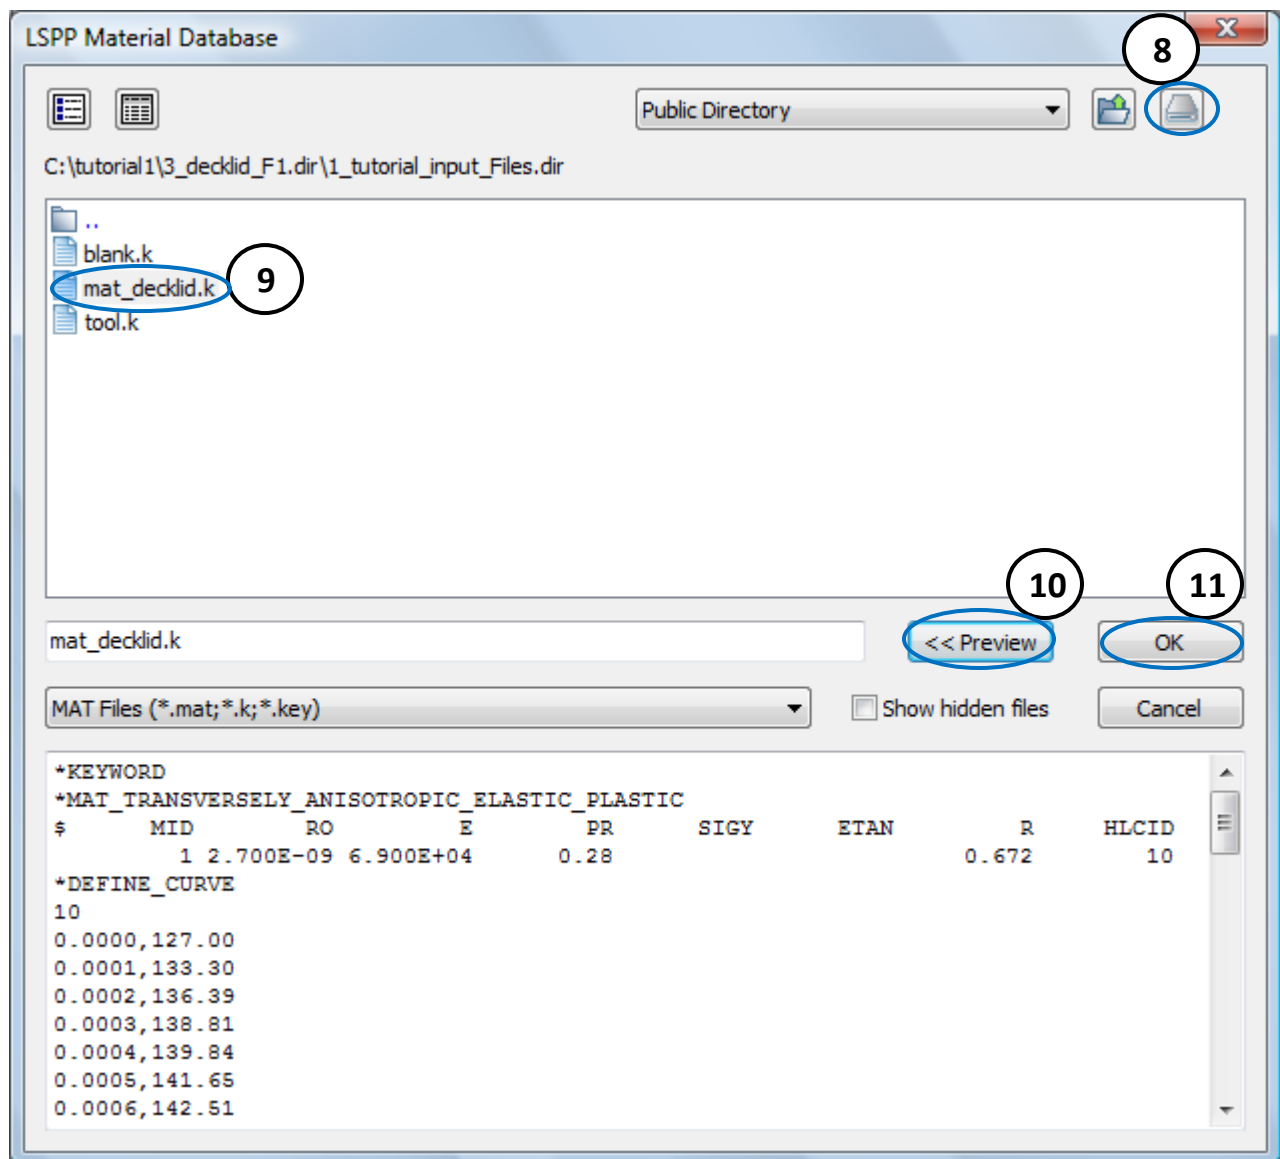 LSPP Material Database
X
8
Public Directory
C:\tutorial1\3_decklid_F1.dir\1_tutorial_input_Files.dir
..
blank.k
mat_decklid.k
9
tool.k
10
11
mat_decklid.k
<< Preview
OK
MAT Files (*.mat;*.k;*.key)
Show hidden files
Cancel
*KEYWORD
*MAT_TRANSVERSELY_ANISOTROPIC_ELASTIC_PLASTIC
$ MID RO E PR SIGY ETAN R HLCID
1 2.700E-09 6.900E+04 0.28 0.672 10
*DEFINE_CURVE
10
0.0000,127.00
0.0001,133.30
0.0002,136.39
0.0003,138.81
0.0004,139.84
0.0005,141.65
0.0006,142.51